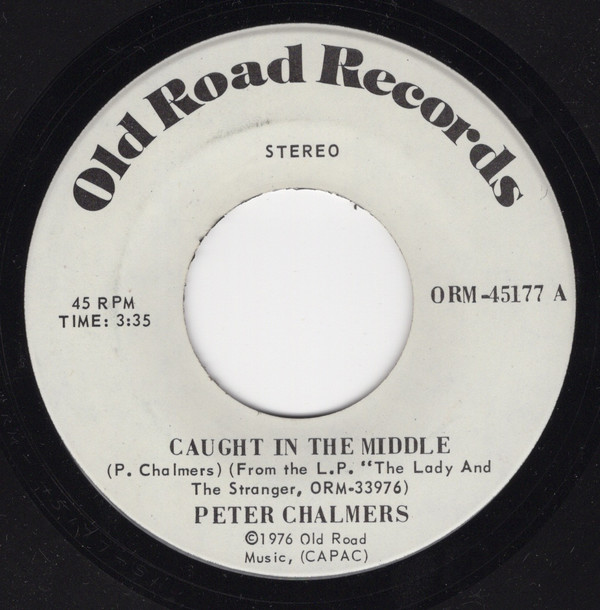 Old Road Records
STEREO
45 RPM
TIME: 3:35
ORM-45177 A
CAUGHT IN THE MIDDLE
(P. Chalmers) (From the L.P. "The Lady And
The Stranger, ORM-33976)
PETER CHALMERS
©1976 Old Road
Music, (CAPAC)